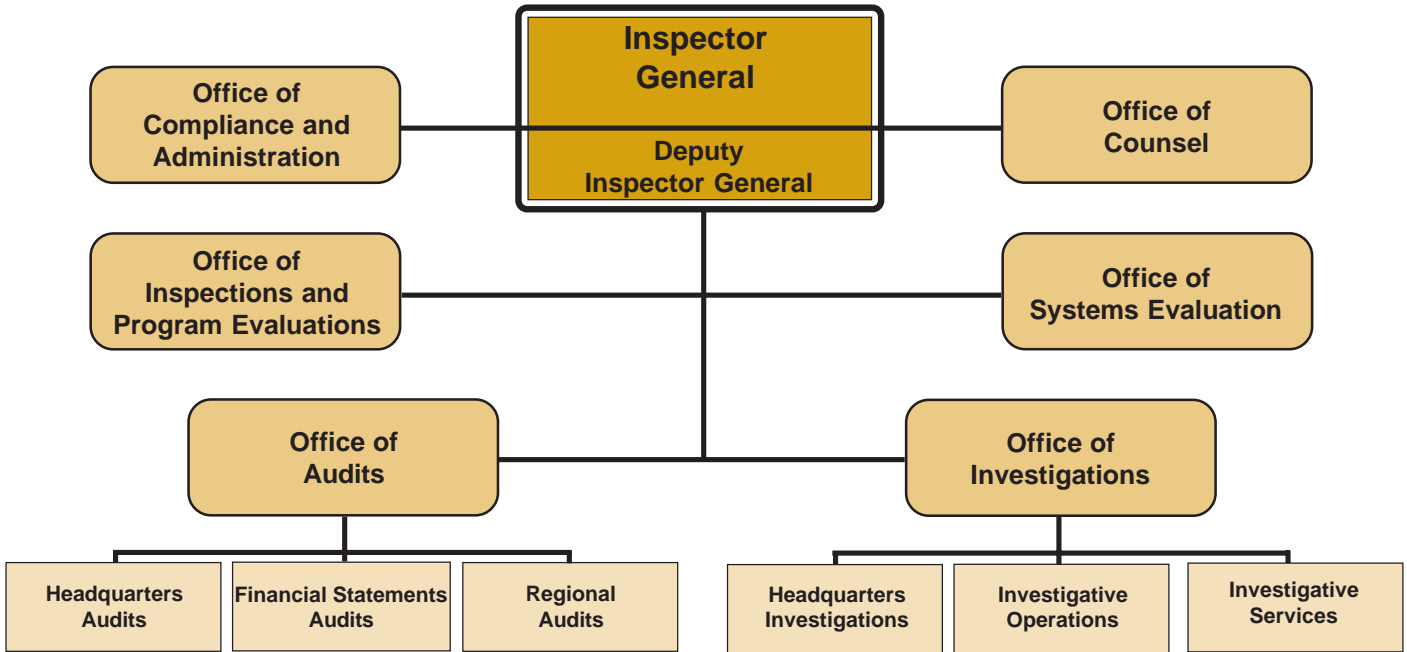 Inspector
General
Deputy
Inspector General
Office of
Compliance and
Administration
Office of
Counsel
Office of
Inspections and
Program Evaluations
Office of
Systems Evaluation
Office of
Audits
Office of
Investigations
Headquarters
Audits
Financial Statements
Audits
Regional
Audits
Headquarters
Investigations
Investigative
Operations
Investigative
Services